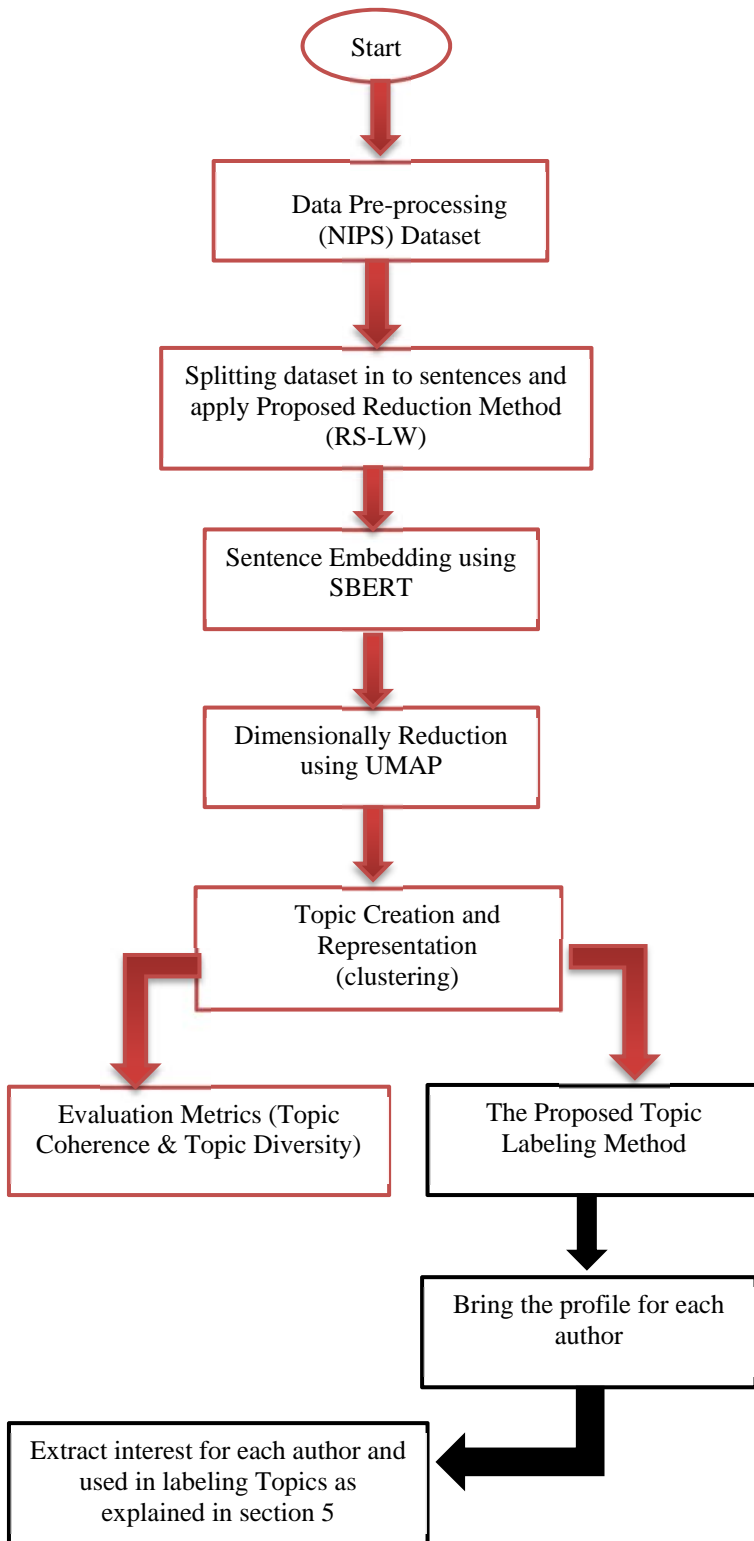 Start
Data Pre-processing
(NIPS) Dataset
Splitting dataset in to sentences and
apply Proposed Reduction Method
(RS-LW)
Sentence Embedding using
SBERT
Dimensionally Reduction
using UMAP
Topic Creation and
Representation
(clustering)
Evaluation Metrics (Topic
Coherence & Topic Diversity)
The Proposed Topic
Labeling Method
Bring the profile for each
author
Extract interest for each author and
used in labeling Topics as
explained in section 5